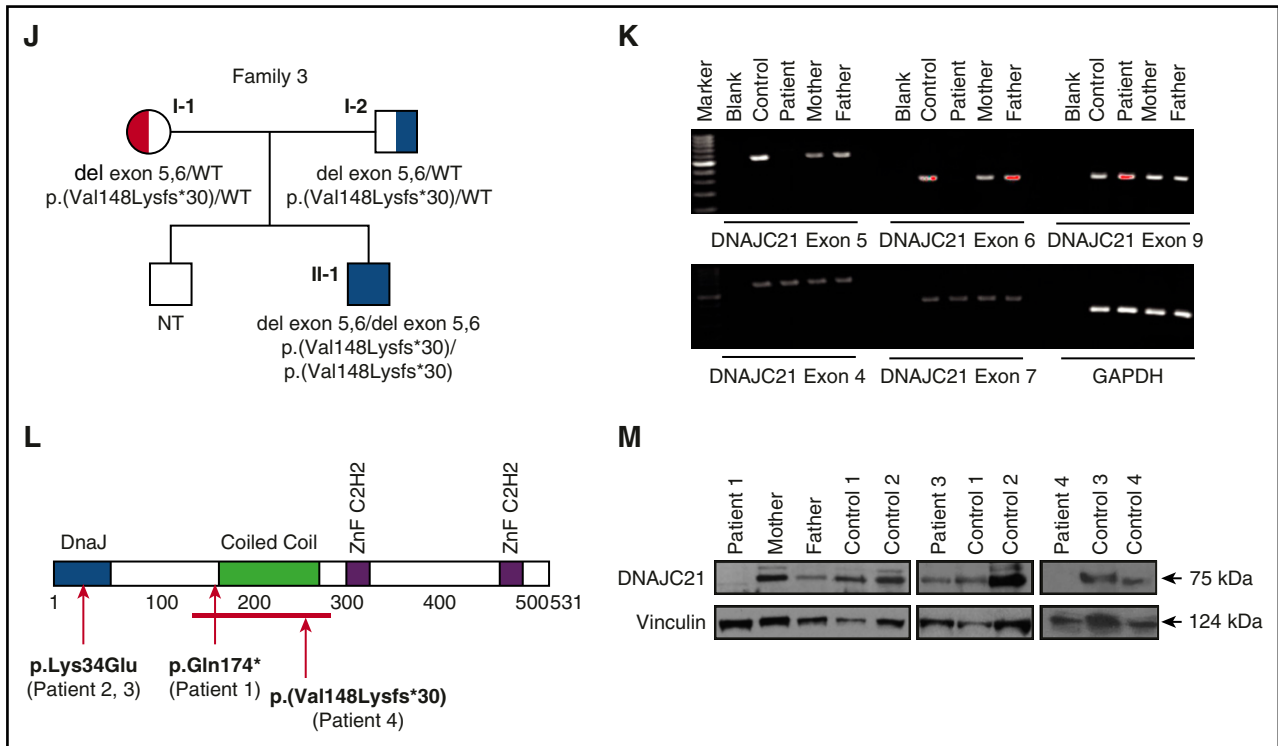 J
Family 3
I-1
I-2
del exon 5,6/WT
p.(Val148Lysfs*30)/WT
del exon 5,6/WT
p.(Val148Lysfs*30)/WT
II-1
NT
del exon 5,6/del exon 5,6
p.(Val148Lysfs*30)/
p.(Val148Lysfs*30)
K
Marker
Blank
Control
Patient
Mother
Father
Blank
Control
Patient
Mother
Father
Blank
Control
Patient
Mother
Father
DNAJC21 Exon 5
DNAJC21 Exon 6
DNAJC21 Exon 9
DNAJC21 Exon 4
DNAJC21 Exon 7
GAPDH
L
DnaJ
Coiled Coil
ZnF C2H2
ZnF C2H2
1 100 200 300 400 500 531
p.Lys34Glu
(Patient 2, 3)
p.Gln174*
(Patient 1)
p.(Val148Lysfs*30)
(Patient 4)
M
Patient 1
Mother
Father
Control 1
Control 2
Patient 3
Control 1
Control 2
Patient 4
Control 3
Control 4
DNAJC21
75 kDa
Vinculin
124 kDa